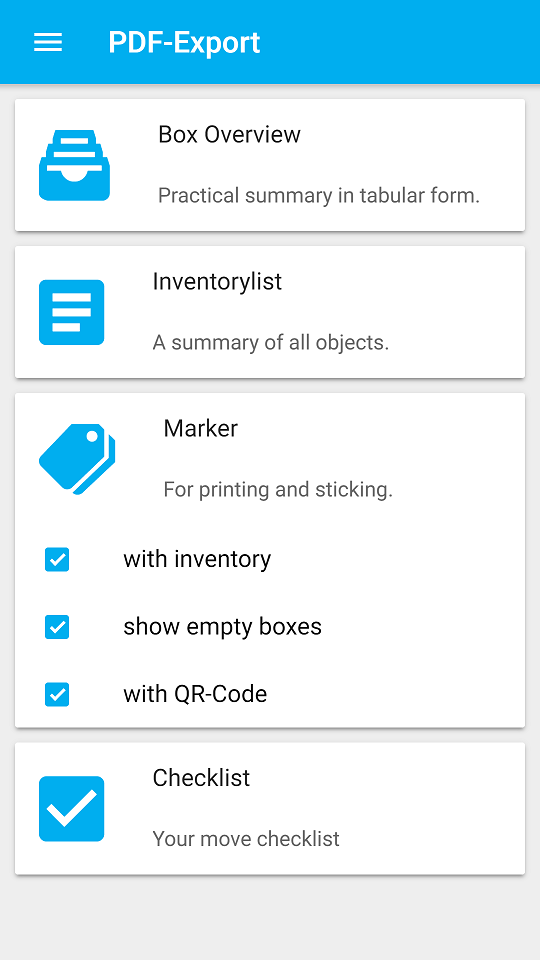 PDF-Export
Box Overview
Practical summary in tabular form.
Inventorylist
A summary of all objects.
Marker
For printing and sticking.
with inventory
show empty boxes
with QR-Code
Checklist
Your move checklist